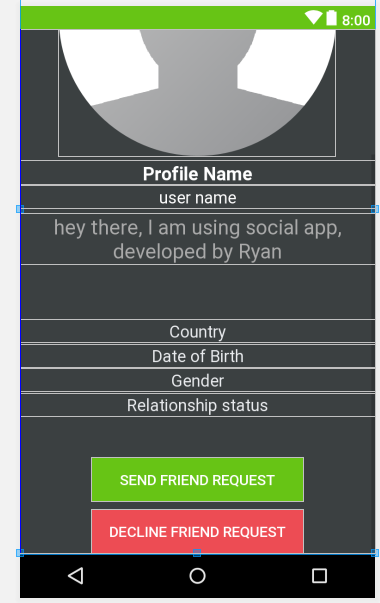 8:00
Profile Name
user name
hey there, I am using social app,
developed by Ryan
Country
Date of Birth
Gender
Relationship status
SEND FRIEND REQUEST
DECLINE FRIEND REQUEST